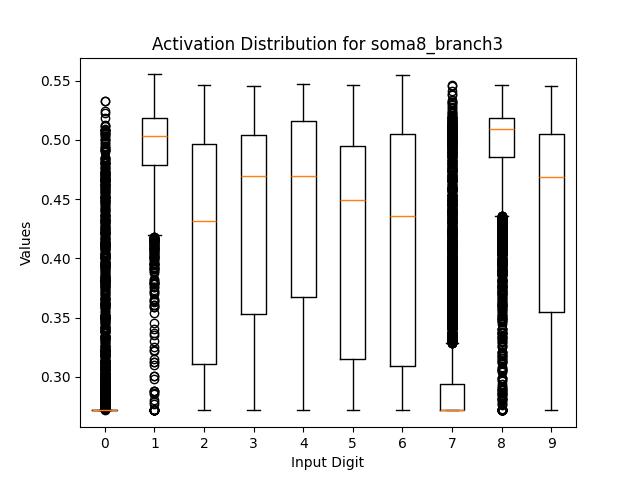 Activation Distribution for soma8_branch3
0.55
0.50
0.45
0.40
0.35
0.30
Values
0 1 2 3 4 5 6 7 8 9
Input Digit